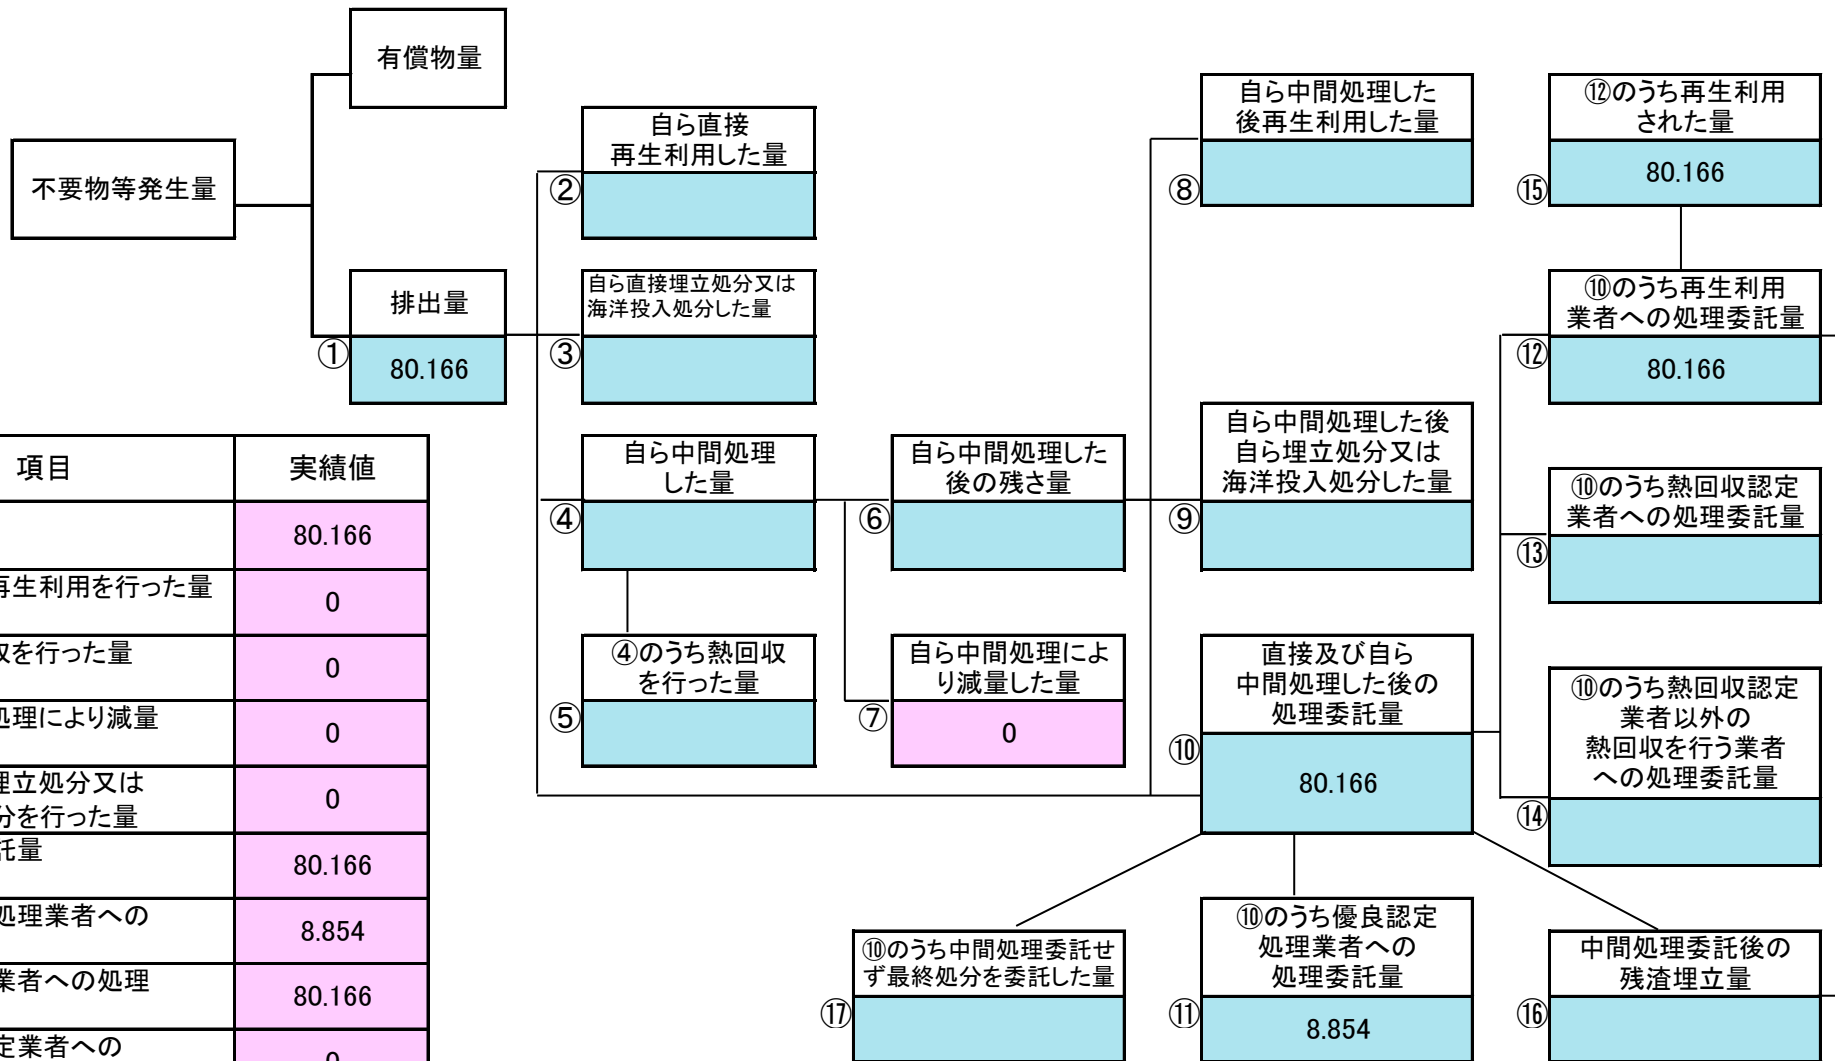 有償物量
不要物等発生量
排出量
①
80.166
自ら直接
再生利用した量
②
自ら直接埋立処分又は
海洋投入処分した量
③
自ら中間処理
した量
④
④のうち熱回収
を行った量
⑤
自ら中間処理した
後の残さ量
⑥
自ら中間処理によ
り減量した量
⑦
0
自ら中間処理した
後再生利用した量
⑧
自ら中間処理した後
自ら埋立処分又は
海洋投入処分した量
⑨
直接及び自ら
中間処理した後の
処理委託量
⑩
80.166
⑫のうち再生利用
された量
⑮
80.166
⑩のうち再生利用
業者への処理委託量
⑫
80.166
⑩のうち熱回収認定
業者への処理委託量
⑬
⑩のうち熱回収認定
業者以外の
熱回収を行う業者
への処理委託量
⑭
⑩のうち中間処理委託せ
ず最終処分を委託した量
⑰
⑩のうち優良認定
処理業者への
処理委託量
⑪
8.854
中間処理委託後の
残渣埋立量
⑯
項目
実績値
80.166
再生利用を行った量
0
を行った量
0
処理により減量
0
埋立処分又は
分を行った量
0
託量
80.166
処理業者への
8.854
業者への処理
80.166
定業者への
0